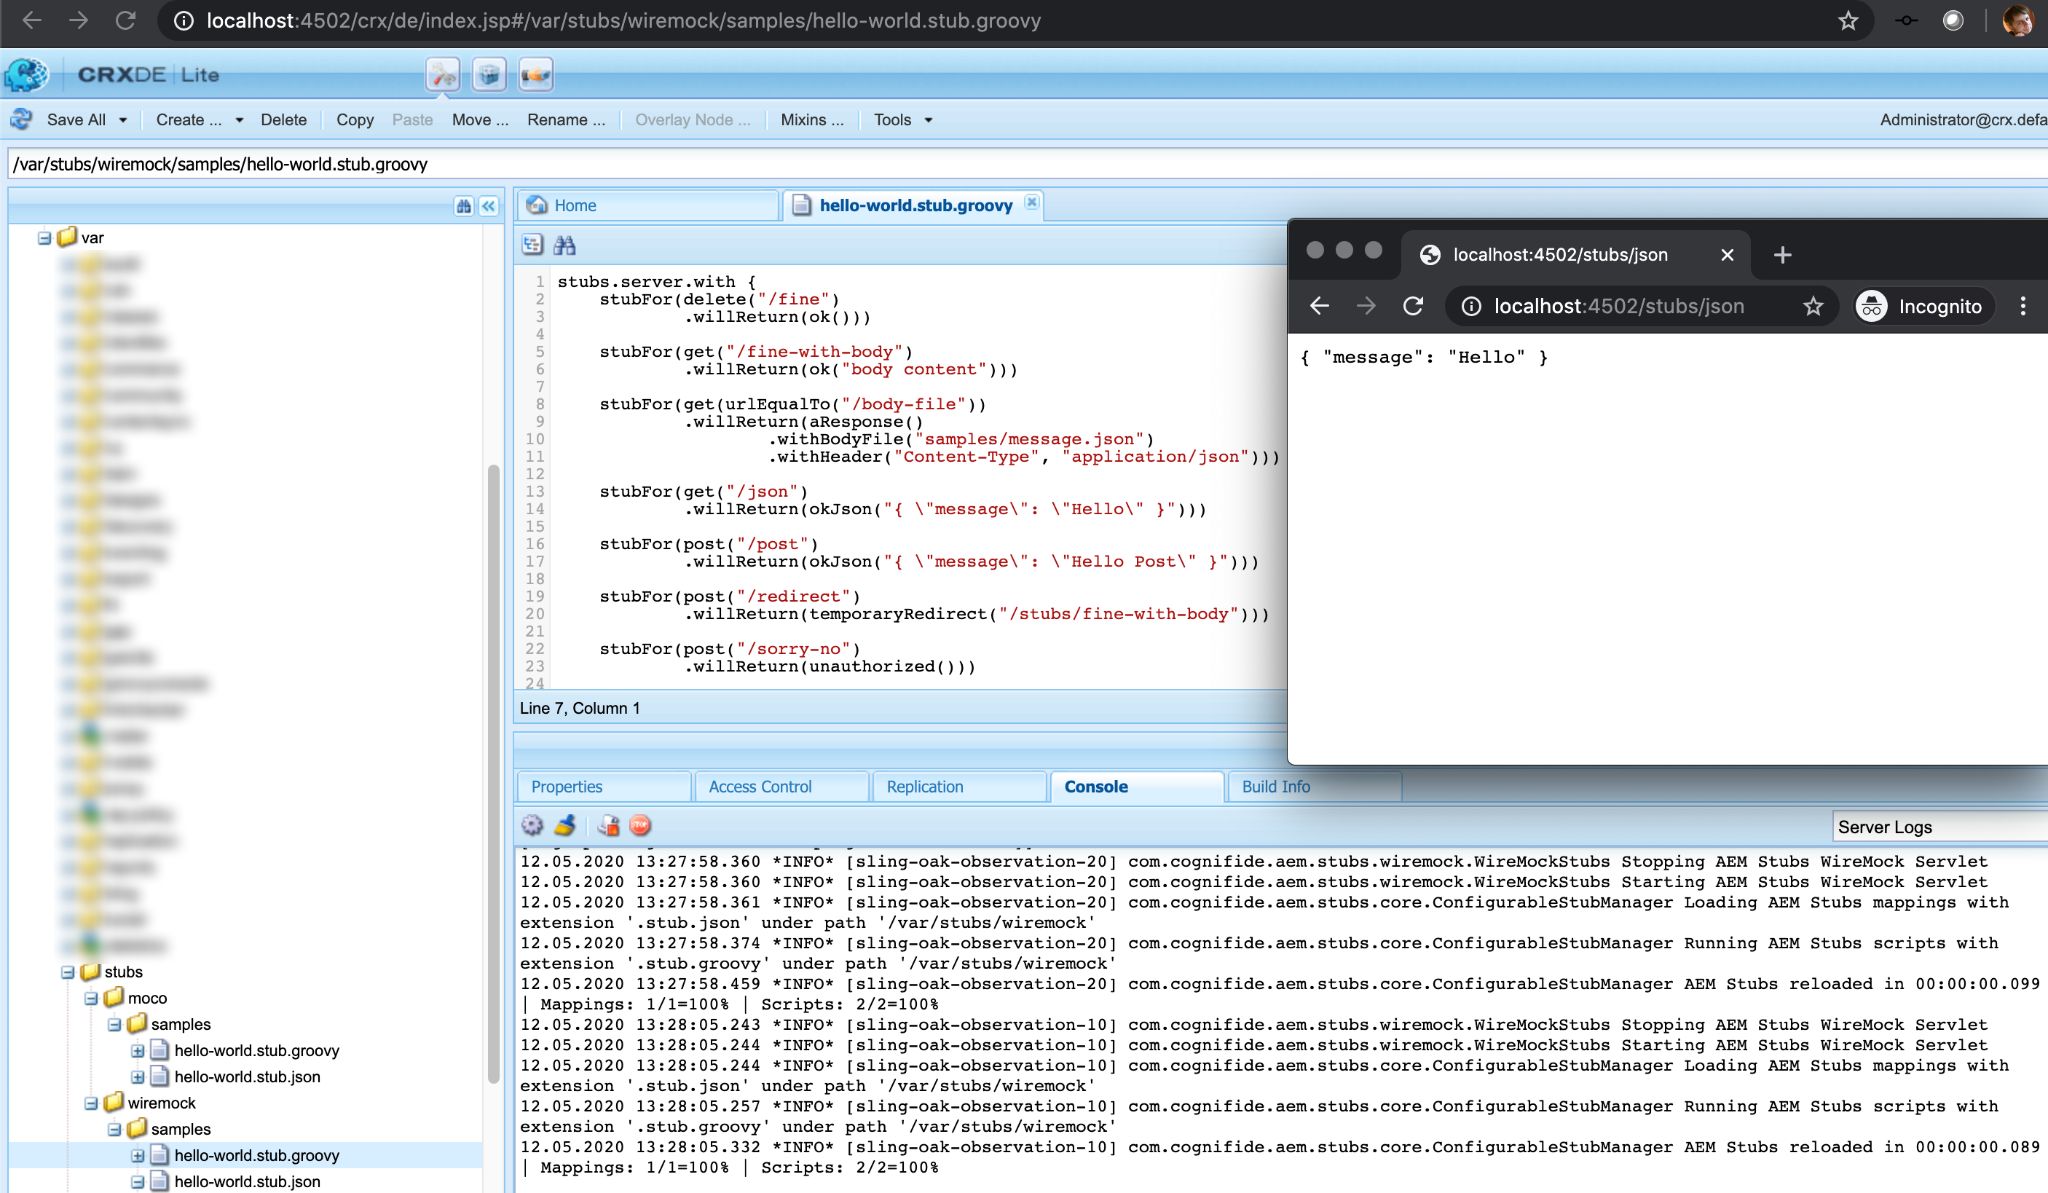 localhost:4502/crx/de/index.jsp#/var/stubs/wiremock/samples/hello-world.stub.groovy
CRXDE | Lite
Save All Create ... Delete Copy Paste Move ... Rename ... Overlay Node ... Mixins ... Tools Administrator@crx.defa
/var/stubs/wiremock/samples/hello-world.stub.groovy
var
stubs
moco
samples
hello-world.stub.groovy
hello-world.stub.json
wiremock
samples
hello-world.stub.groovy
hello-world.stub.json
Home hello-world.stub.groovy
1 stubs.server.with {
2 stubFor(delete("/fine")
3 .willReturn(ok()))
4
5 stubFor(get("/fine-with-body")
6 .willReturn(ok("body content")))
7
8 stubFor(get(urlEqualTo("/body-file"))
9 .willReturn(aResponse()
10 .withBodyFile("samples/message.json")
11 .withHeader("Content-Type", "application/json")))
12
13 stubFor(get("/json")
14 .willReturn(okJson("{ \"message\": \"Hello\" }")))
15
16 stubFor(post("/post")
17 .willReturn(okJson("{ \"message\": \"Hello Post\" }")))
18
19 stubFor(post("/redirect")
20 .willReturn(temporaryRedirect("/stubs/fine-with-body")))
21
22 stubFor(post("/sorry-no")
23 .willReturn(unauthorized()))
24
Line 7, Column 1
localhost:4502/stubs/json
localhost:4502/stubs/json Incognito
{ "message": "Hello" }
Properties Access Control Replication Console Build Info
STOP
Server Logs
12.05.2020 13:27:58.360 *INFO* [sling-oak-observation-20] com.cognifide.aem.stubs.wiremock.WireMockStubs Stopping AEM Stubs WireMock Servlet
12.05.2020 13:27:58.360 *INFO* [sling-oak-observation-20] com.cognifide.aem.stubs.wiremock.WireMockStubs Starting AEM Stubs WireMock Servlet
12.05.2020 13:27:58.361 *INFO* [sling-oak-observation-20] com.cognifide.aem.stubs.core.ConfigurableStubManager Loading AEM Stubs mappings with
extension '.stub.json' under path '/var/stubs/wiremock'
12.05.2020 13:27:58.374 *INFO* [sling-oak-observation-20] com.cognifide.aem.stubs.core.ConfigurableStubManager Running AEM Stubs scripts with
extension '.stub.groovy' under path '/var/stubs/wiremock'
12.05.2020 13:27:58.459 *INFO* [sling-oak-observation-20] com.cognifide.aem.stubs.core.ConfigurableStubManager AEM Stubs reloaded in 00:00:00.099
| Mappings: 1/1=100% | Scripts: 2/2=100%
12.05.2020 13:28:05.243 *INFO* [sling-oak-observation-10] com.cognifide.aem.stubs.wiremock.WireMockStubs Stopping AEM Stubs WireMock Servlet
12.05.2020 13:28:05.244 *INFO* [sling-oak-observation-10] com.cognifide.aem.stubs.wiremock.WireMockStubs Starting AEM Stubs WireMock Servlet
12.05.2020 13:28:05.244 *INFO* [sling-oak-observation-10] com.cognifide.aem.stubs.core.ConfigurableStubManager Loading AEM Stubs mappings with
extension '.stub.json' under path '/var/stubs/wiremock'
12.05.2020 13:28:05.257 *INFO* [sling-oak-observation-10] com.cognifide.aem.stubs.core.ConfigurableStubManager Running AEM Stubs scripts with
extension '.stub.groovy' under path '/var/stubs/wiremock'
12.05.2020 13:28:05.332 *INFO* [sling-oak-observation-10] com.cognifide.aem.stubs.core.ConfigurableStubManager AEM Stubs reloaded in 00:00:00.089
| Mappings: 1/1=100% | Scripts: 2/2=100%